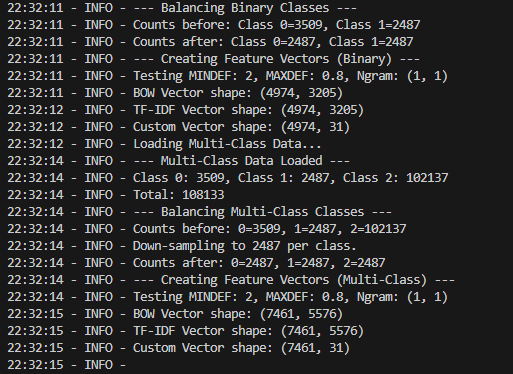 22:32:11 - INFO - --- Balancing Binary Classes ---
22:32:11 - INFO - Counts before: Class 0=3509, Class 1=2487
22:32:11 - INFO - Counts after: Class 0=2487, Class 1=2487
22:32:11 - INFO - --- Creating Feature Vectors (Binary) ---
22:32:11 - INFO - Testing MINDEF: 2, MAXDEF: 0.8, Ngram: (1, 1)
22:32:11 - INFO - BOW Vector shape: (4974, 3205)
22:32:12 - INFO - TF-IDF Vector shape: (4974, 3205)
22:32:12 - INFO - Custom Vector shape: (4974, 31)
22:32:12 - INFO - Loading Multi-Class Data...
22:32:14 - INFO - --- Multi-Class Data Loaded ---
22:32:14 - INFO - Class 0: 3509, Class 1: 2487, Class 2: 102137
22:32:14 - INFO - Total: 108133
22:32:14 - INFO - --- Balancing Multi-Class Classes ---
22:32:14 - INFO - Counts before: 0=3509, 1=2487, 2=102137
22:32:14 - INFO - Down-sampling to 2487 per class.
22:32:14 - INFO - Counts after: 0=2487, 1=2487, 2=2487
22:32:14 - INFO - --- Creating Feature Vectors (Multi-Class) ---
22:32:14 - INFO - Testing MINDEF: 2, MAXDEF: 0.8, Ngram: (1, 1)
22:32:15 - INFO - BOW Vector shape: (7461, 5576)
22:32:15 - INFO - TF-IDF Vector shape: (7461, 5576)
22:32:15 - INFO - Custom Vector shape: (7461, 31)
22:32:15 - INFO -